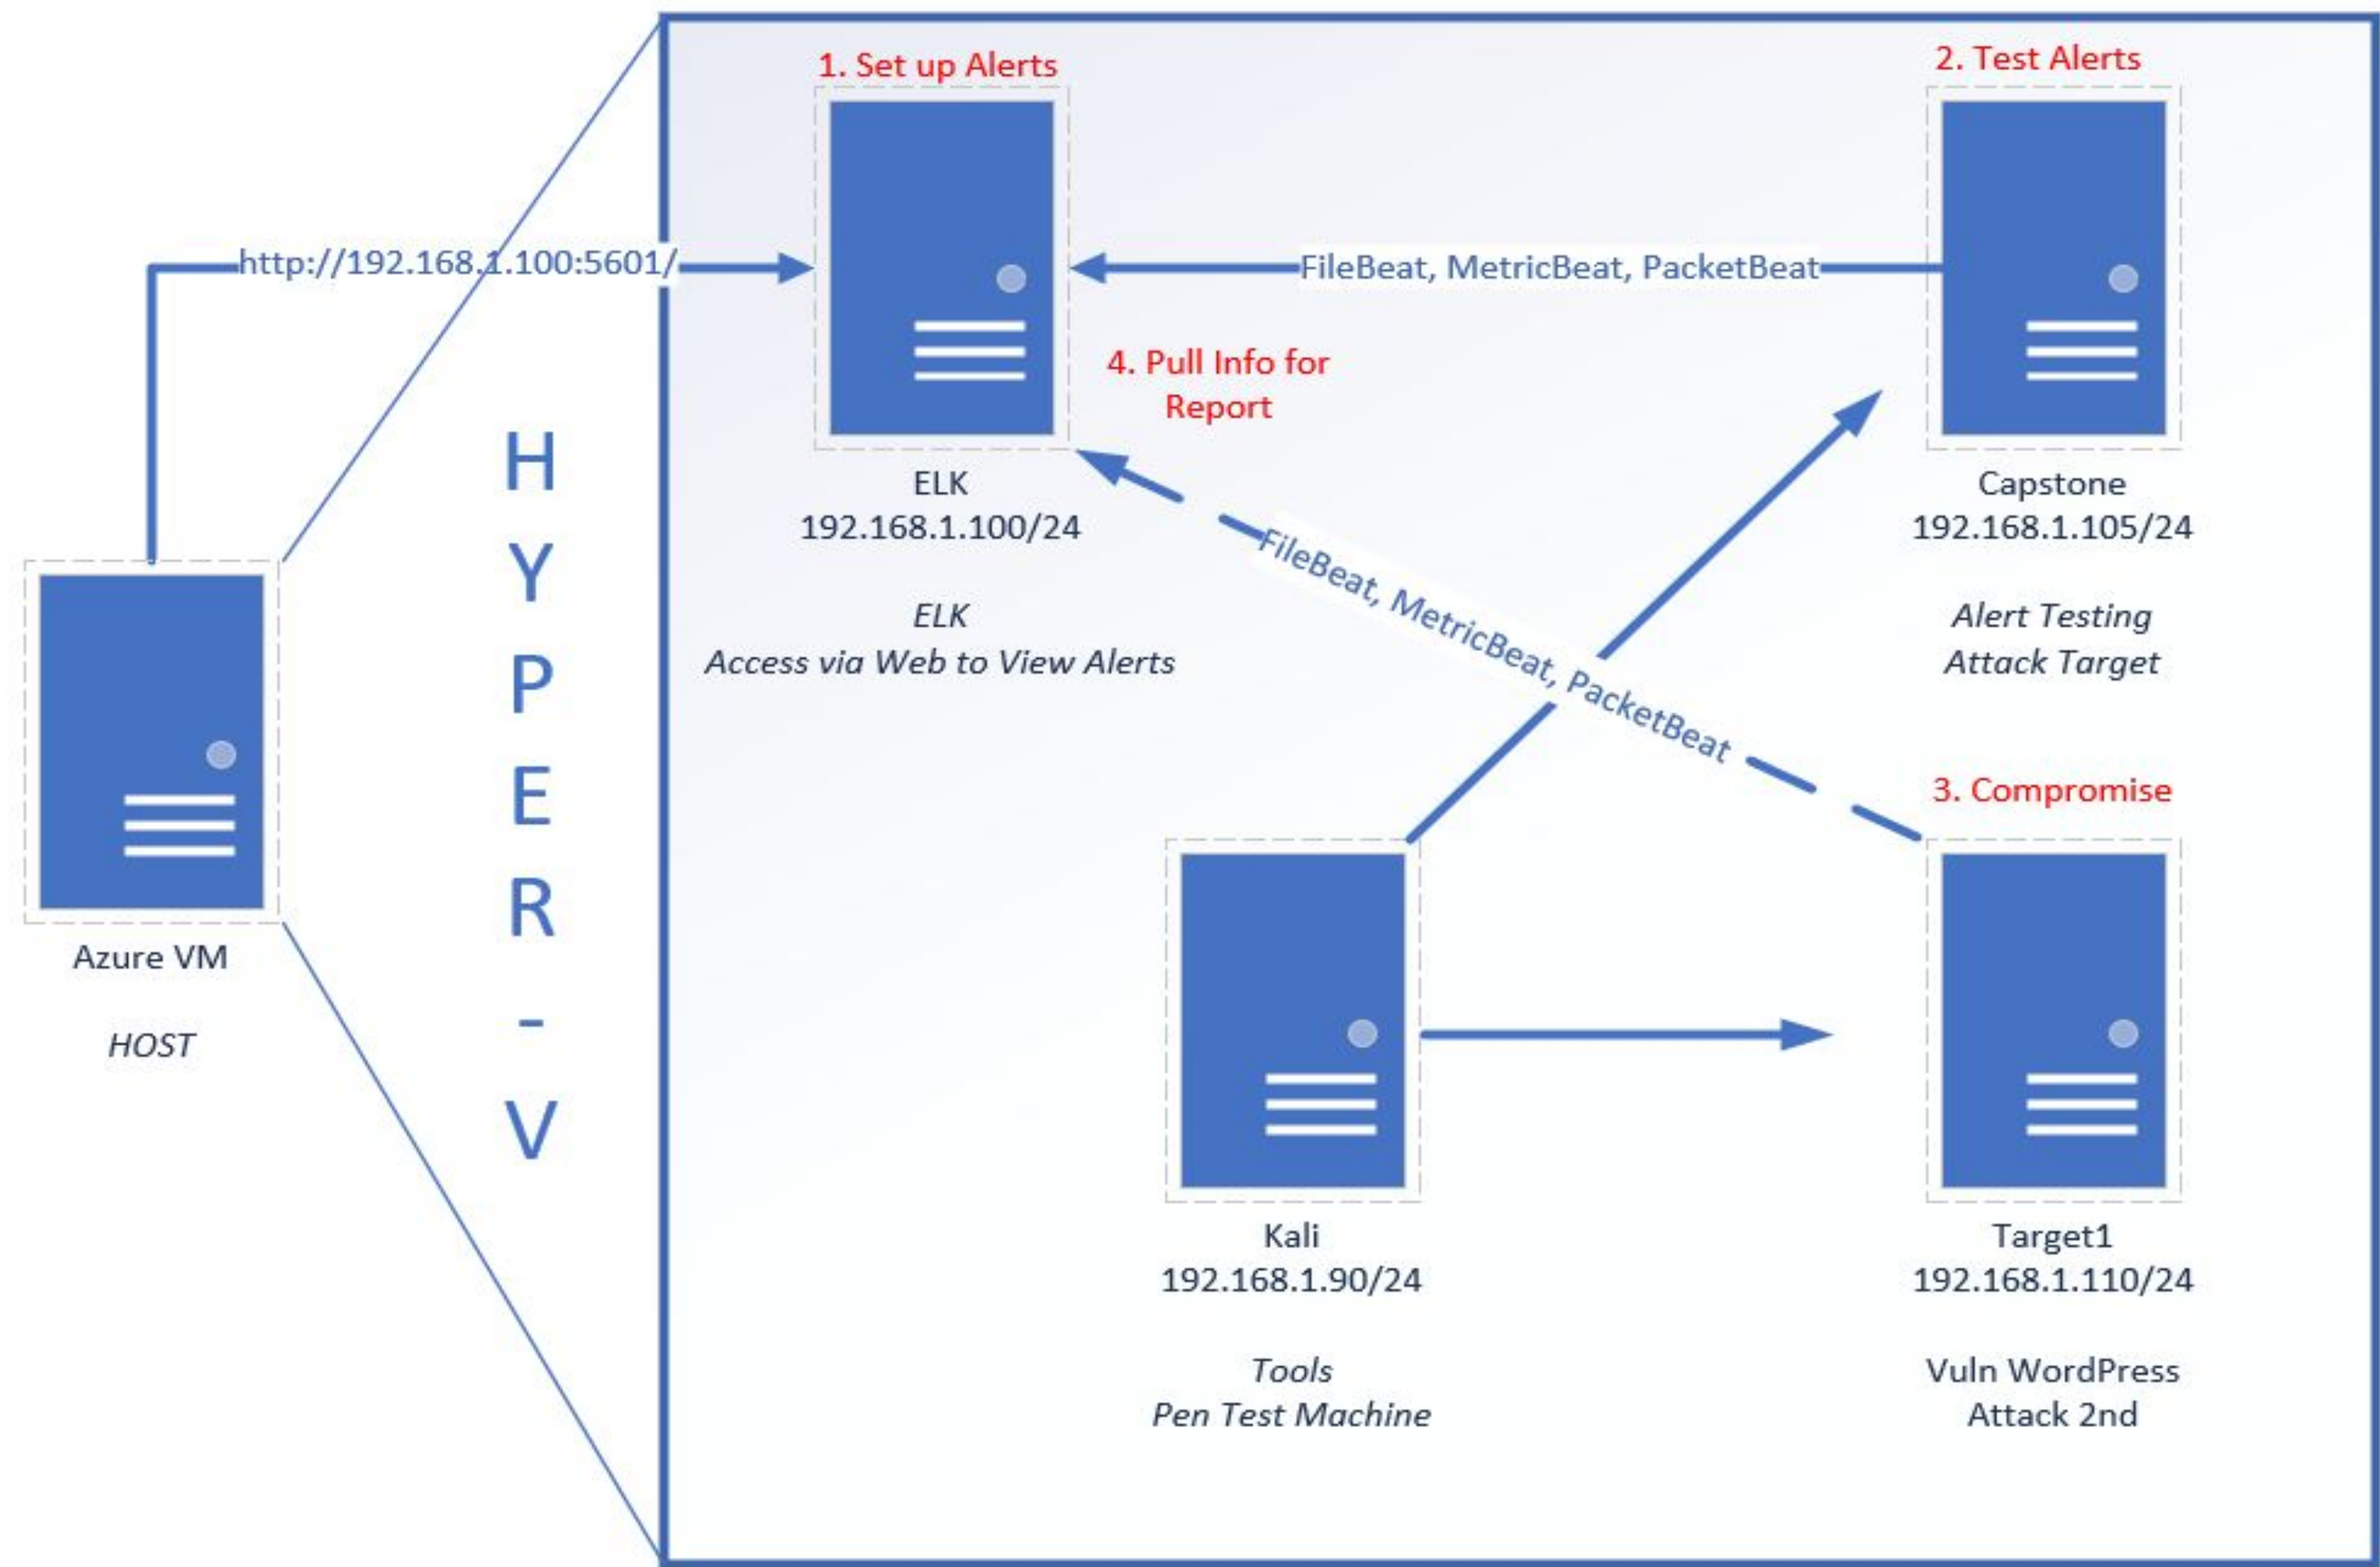 1. Set up Alerts
2. Test Alerts
http://192.168.1.100:5601/
FileBeat, MetricBeat, PacketBeat
4. Pull Info for
Report
ELK
192.168.1.100/24
ELK
Access via Web to View Alerts
Capstone
192.168.1.105/24
Alert Testing
Attack Target
HYPER-V
FileBeat, MetricBeat, PacketBeat
3. Compromise
Azure VM
HOST
Kali
192.168.1.90/24
Tools
Pen Test Machine
Target1
192.168.1.110/24
Vuln WordPress
Attack 2nd